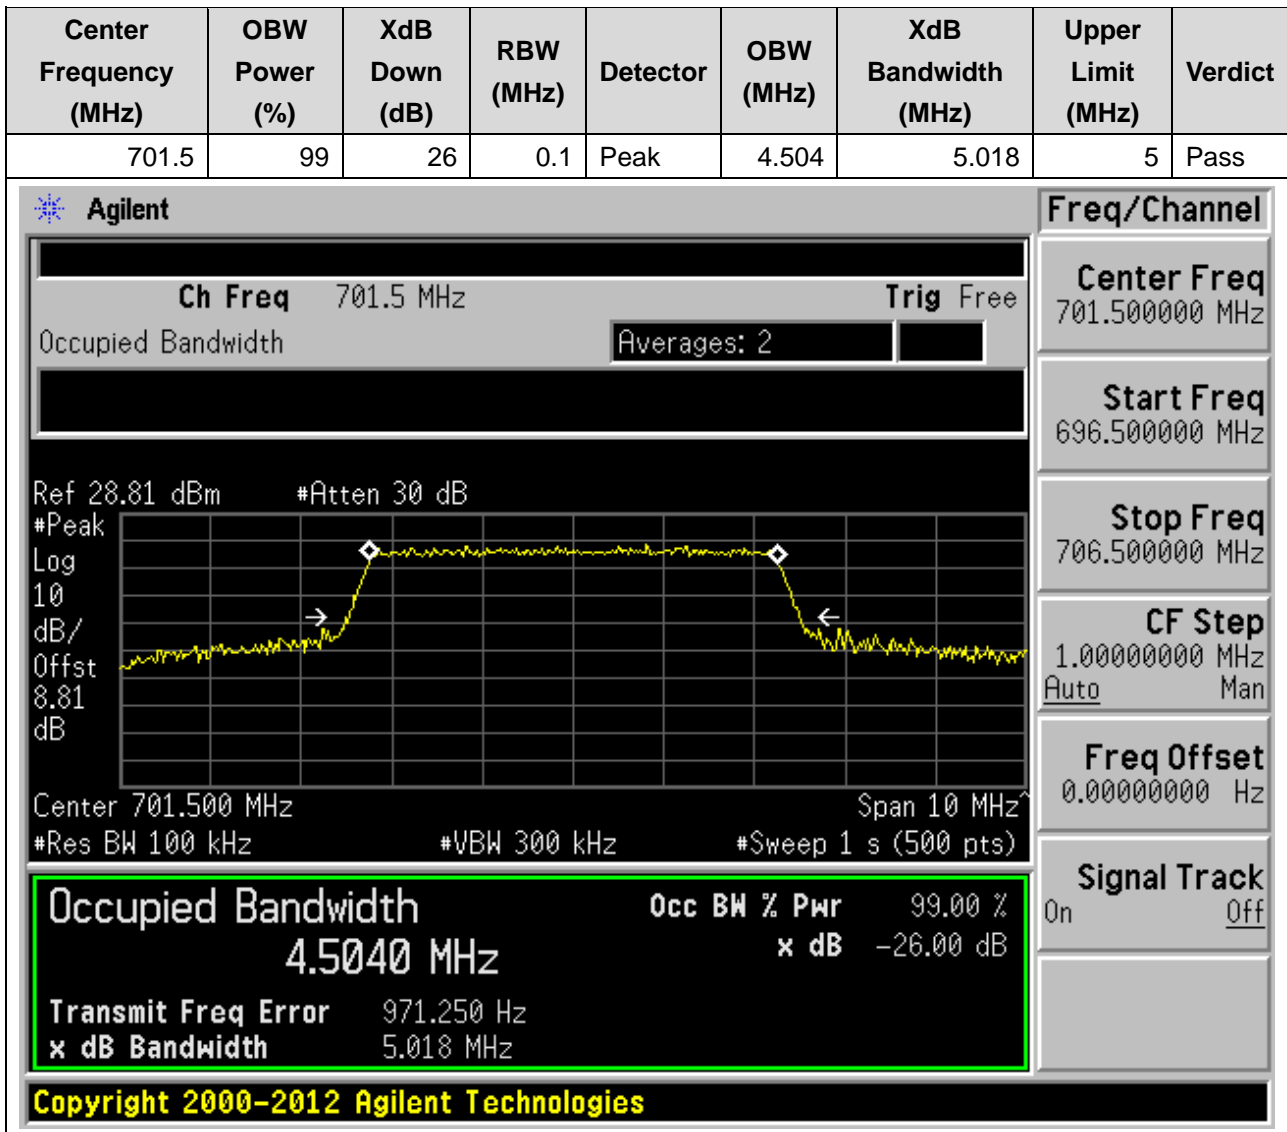 Center Frequency (MHz) OBW Power (%) XdB Down (dB) RBW (MHz) Detector OBW (MHz) XdB Bandwidth (MHz) Upper Limit (MHz) Verdict
701.5 99 26 0.1 Peak 4.504 5.018 5 Pass
Agilent
Freq/Channel
Ch Freq 701.5 MHz Trig Free
Occupied Bandwidth Averages: 2
Center Freq
701.500000 MHz
Start Freq
696.500000 MHz
Stop Freq
706.500000 MHz
CF Step
1.00000000 MHz
Auto Man
Freq Offset
0.00000000 Hz
Signal Track
On Off
Ref 28.81 dBm #Atten 30 dB
#Peak
Log
10
dB/
Offst
8.81
dB
Center 701.500 MHz Span 10 MHz^
#Res BW 100 kHz #VBW 300 kHz #Sweep 1 s (500 pts)
Occupied Bandwidth Occ BW % Pwr 99.00 %
4.5040 MHz x dB -26.00 dB
Transmit Freq Error 971.250 Hz
x dB Bandwidth 5.018 MHz
Copyright 2000-2012 Agilent Technologies